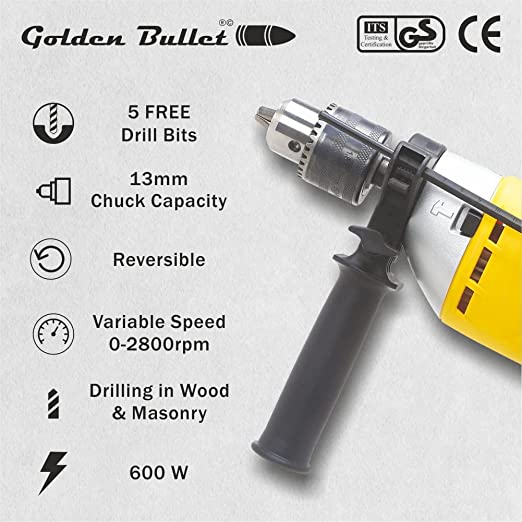 Golden Bullet ®©
ITS
Testing &
Certification
GS
CE
5 FREE
Drill Bits
13mm
Chuck Capacity
Reversible
Variable Speed
0-2800rpm
Drilling in Wood
& Masonry
600 W